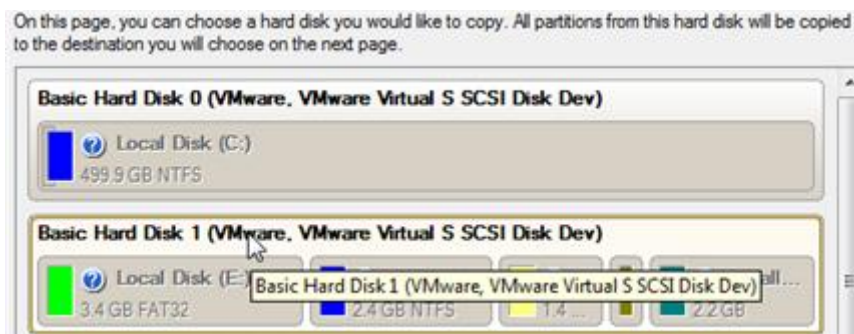 On this page, you can choose a hard disk you would like to copy. All partitions from this hard disk will be copied
to the destination you will choose on the next page.
Basic Hard Disk 0 (VMware, VMware Virtual S SCSI Disk Dev)
Local Disk (C:)
499.9 GB NTFS
Basic Hard Disk 1 (VMware, VMware Virtual S SCSI Disk Dev)
Local Disk (E:) all...
Basic Hard Disk 1 (VMware, VMware Virtual S SCSI Disk Dev)
3.4 GB FAT32 2.4 GB NTFS 1.4 ... 2.2 GB